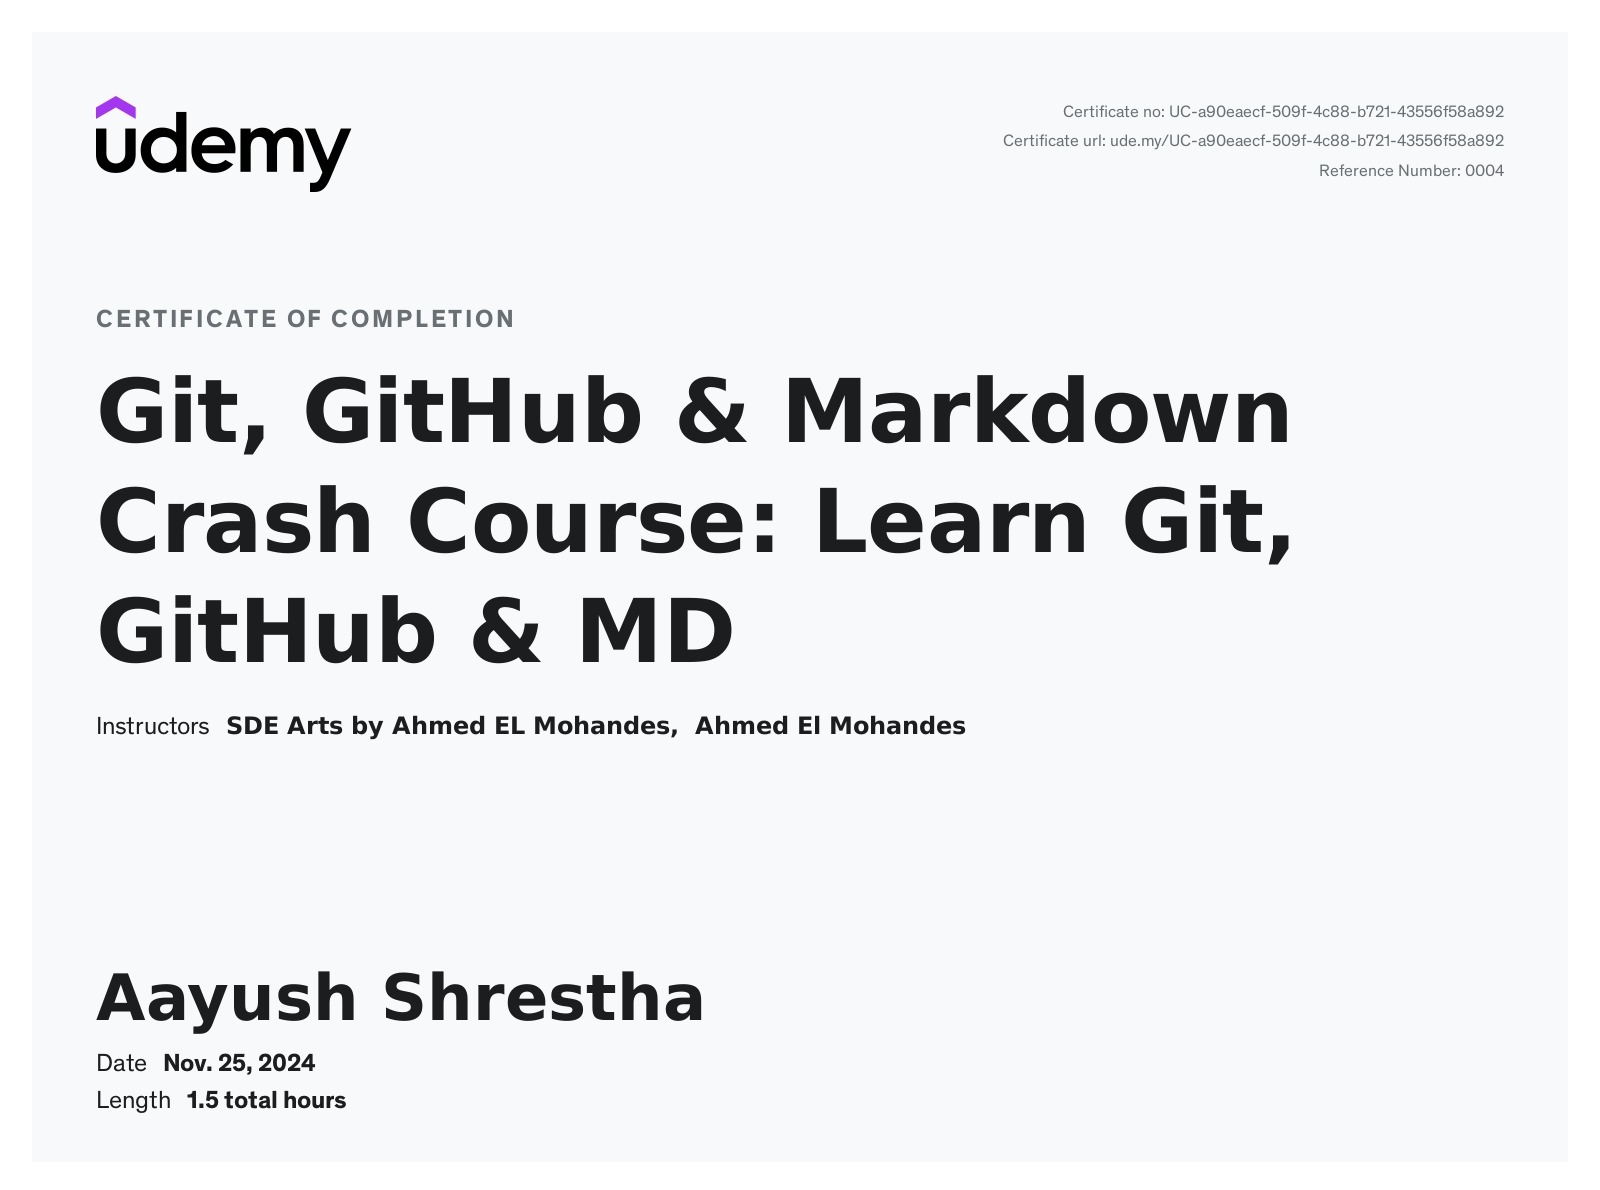 udemy
Certificate no: UC-a90eaecf-509f-4c88-b721-43556f58a892
Certificate url: ude.my/UC-a90eaecf-509f-4c88-b721-43556f58a892
Reference Number: 0004
CERTIFICATE OF COMPLETION
Git, GitHub & Markdown
Crash Course: Learn Git,
GitHub & MD
Instructors SDE Arts by Ahmed EL Mohandes, Ahmed El Mohandes
Aayush Shrestha
Date Nov. 25, 2024
Length 1.5 total hours